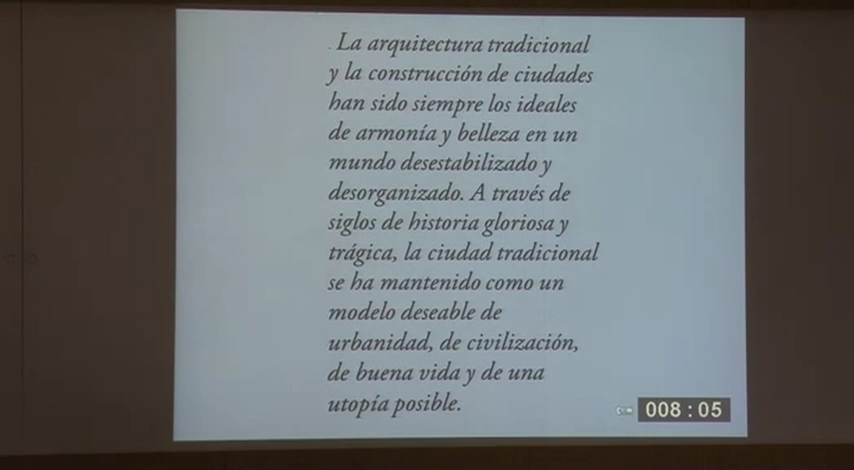 La arquitectura tradicional
y la construcción de ciudades
han sido siempre los ideales
de armonía y belleza en un
mundo desestabilizado y
desorganizado. A través de
siglos de historia gloriosa y
trágica, la ciudad tradicional
se ha mantenido como un
modelo deseable de
urbanidad, de civilización,
de buena vida y de una
utopía posible.
008:05